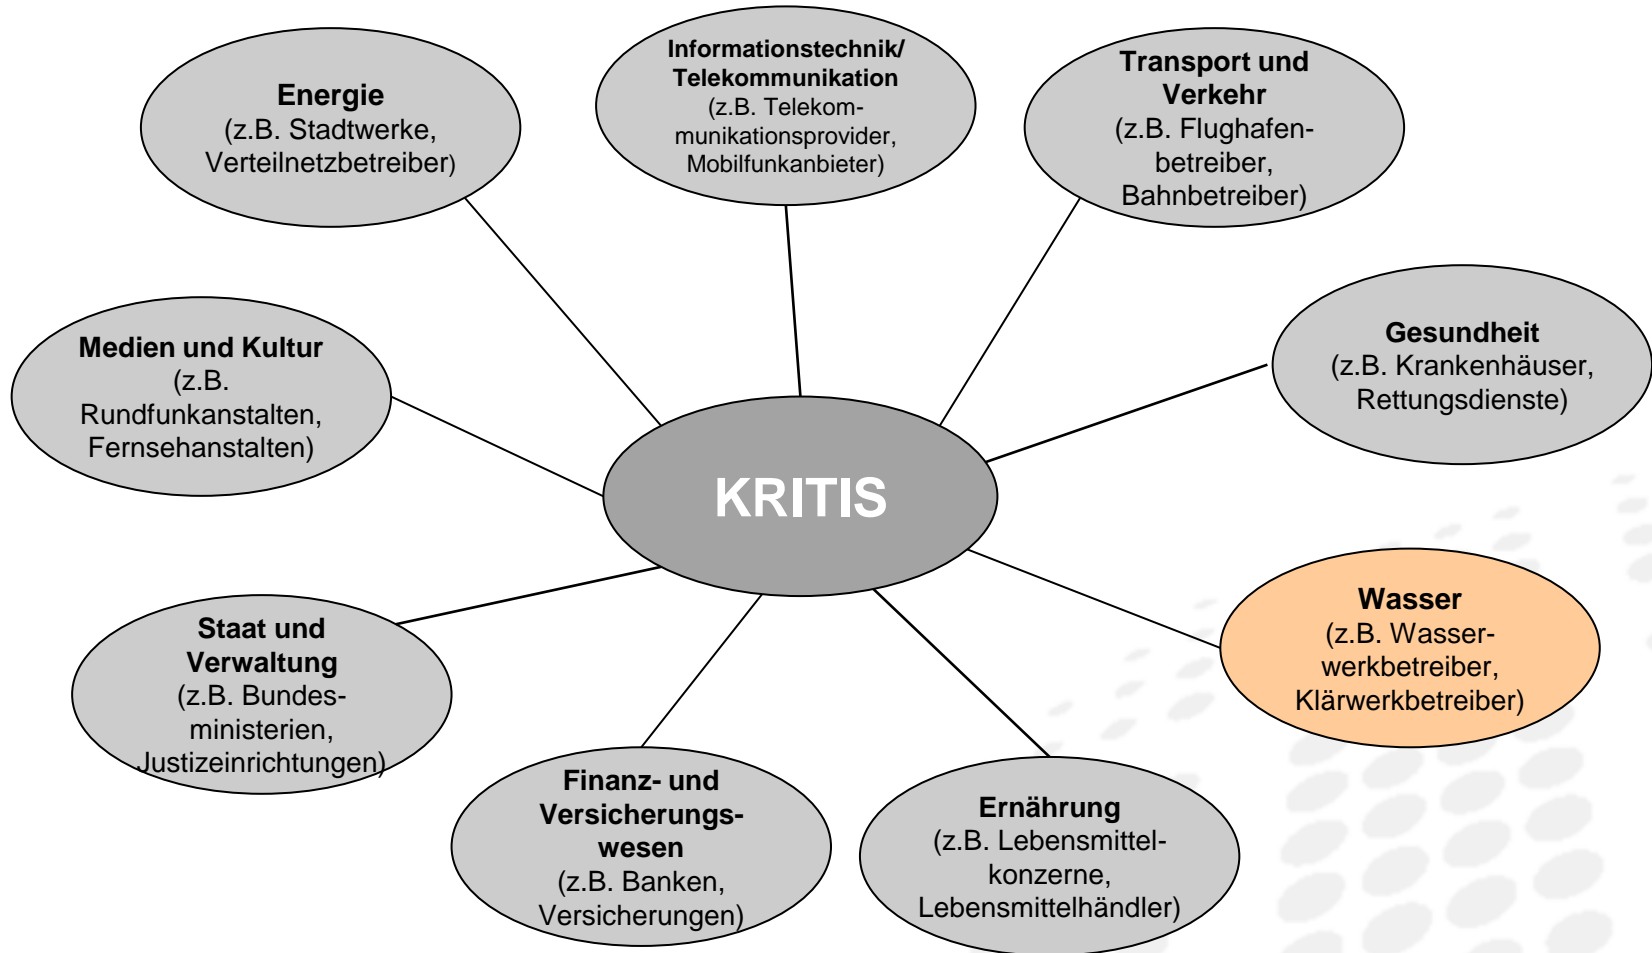 Energie
(z.B. Stadtwerke,
Verteilnetzbetreiber)
Informationstechnik/
Telekommunikation
(z.B. Telekom-
munikationsprovider,
Mobilfunkanbieter)
Transport und
Verkehr
(z.B. Flughafen-
betreiber,
Bahnbetreiber)
Medien und Kultur
(z.B.
Rundfunkanstalten,
Fernsehanstalten)
Gesundheit
(z.B. Krankenhäuser,
Rettungsdienste)
KRITIS
Staat und
Verwaltung
(z.B. Bundes-
ministerien,
Justizeinrichtungen)
Wasser
(z.B. Wasser-
werkbetreiber,
Klärwerkbetreiber)
Finanz- und
Versicherungs-
wesen
(z.B. Banken,
Versicherungen)
Ernährung
(z.B. Lebensmittel-
konzerne,
Lebensmittelhändler)